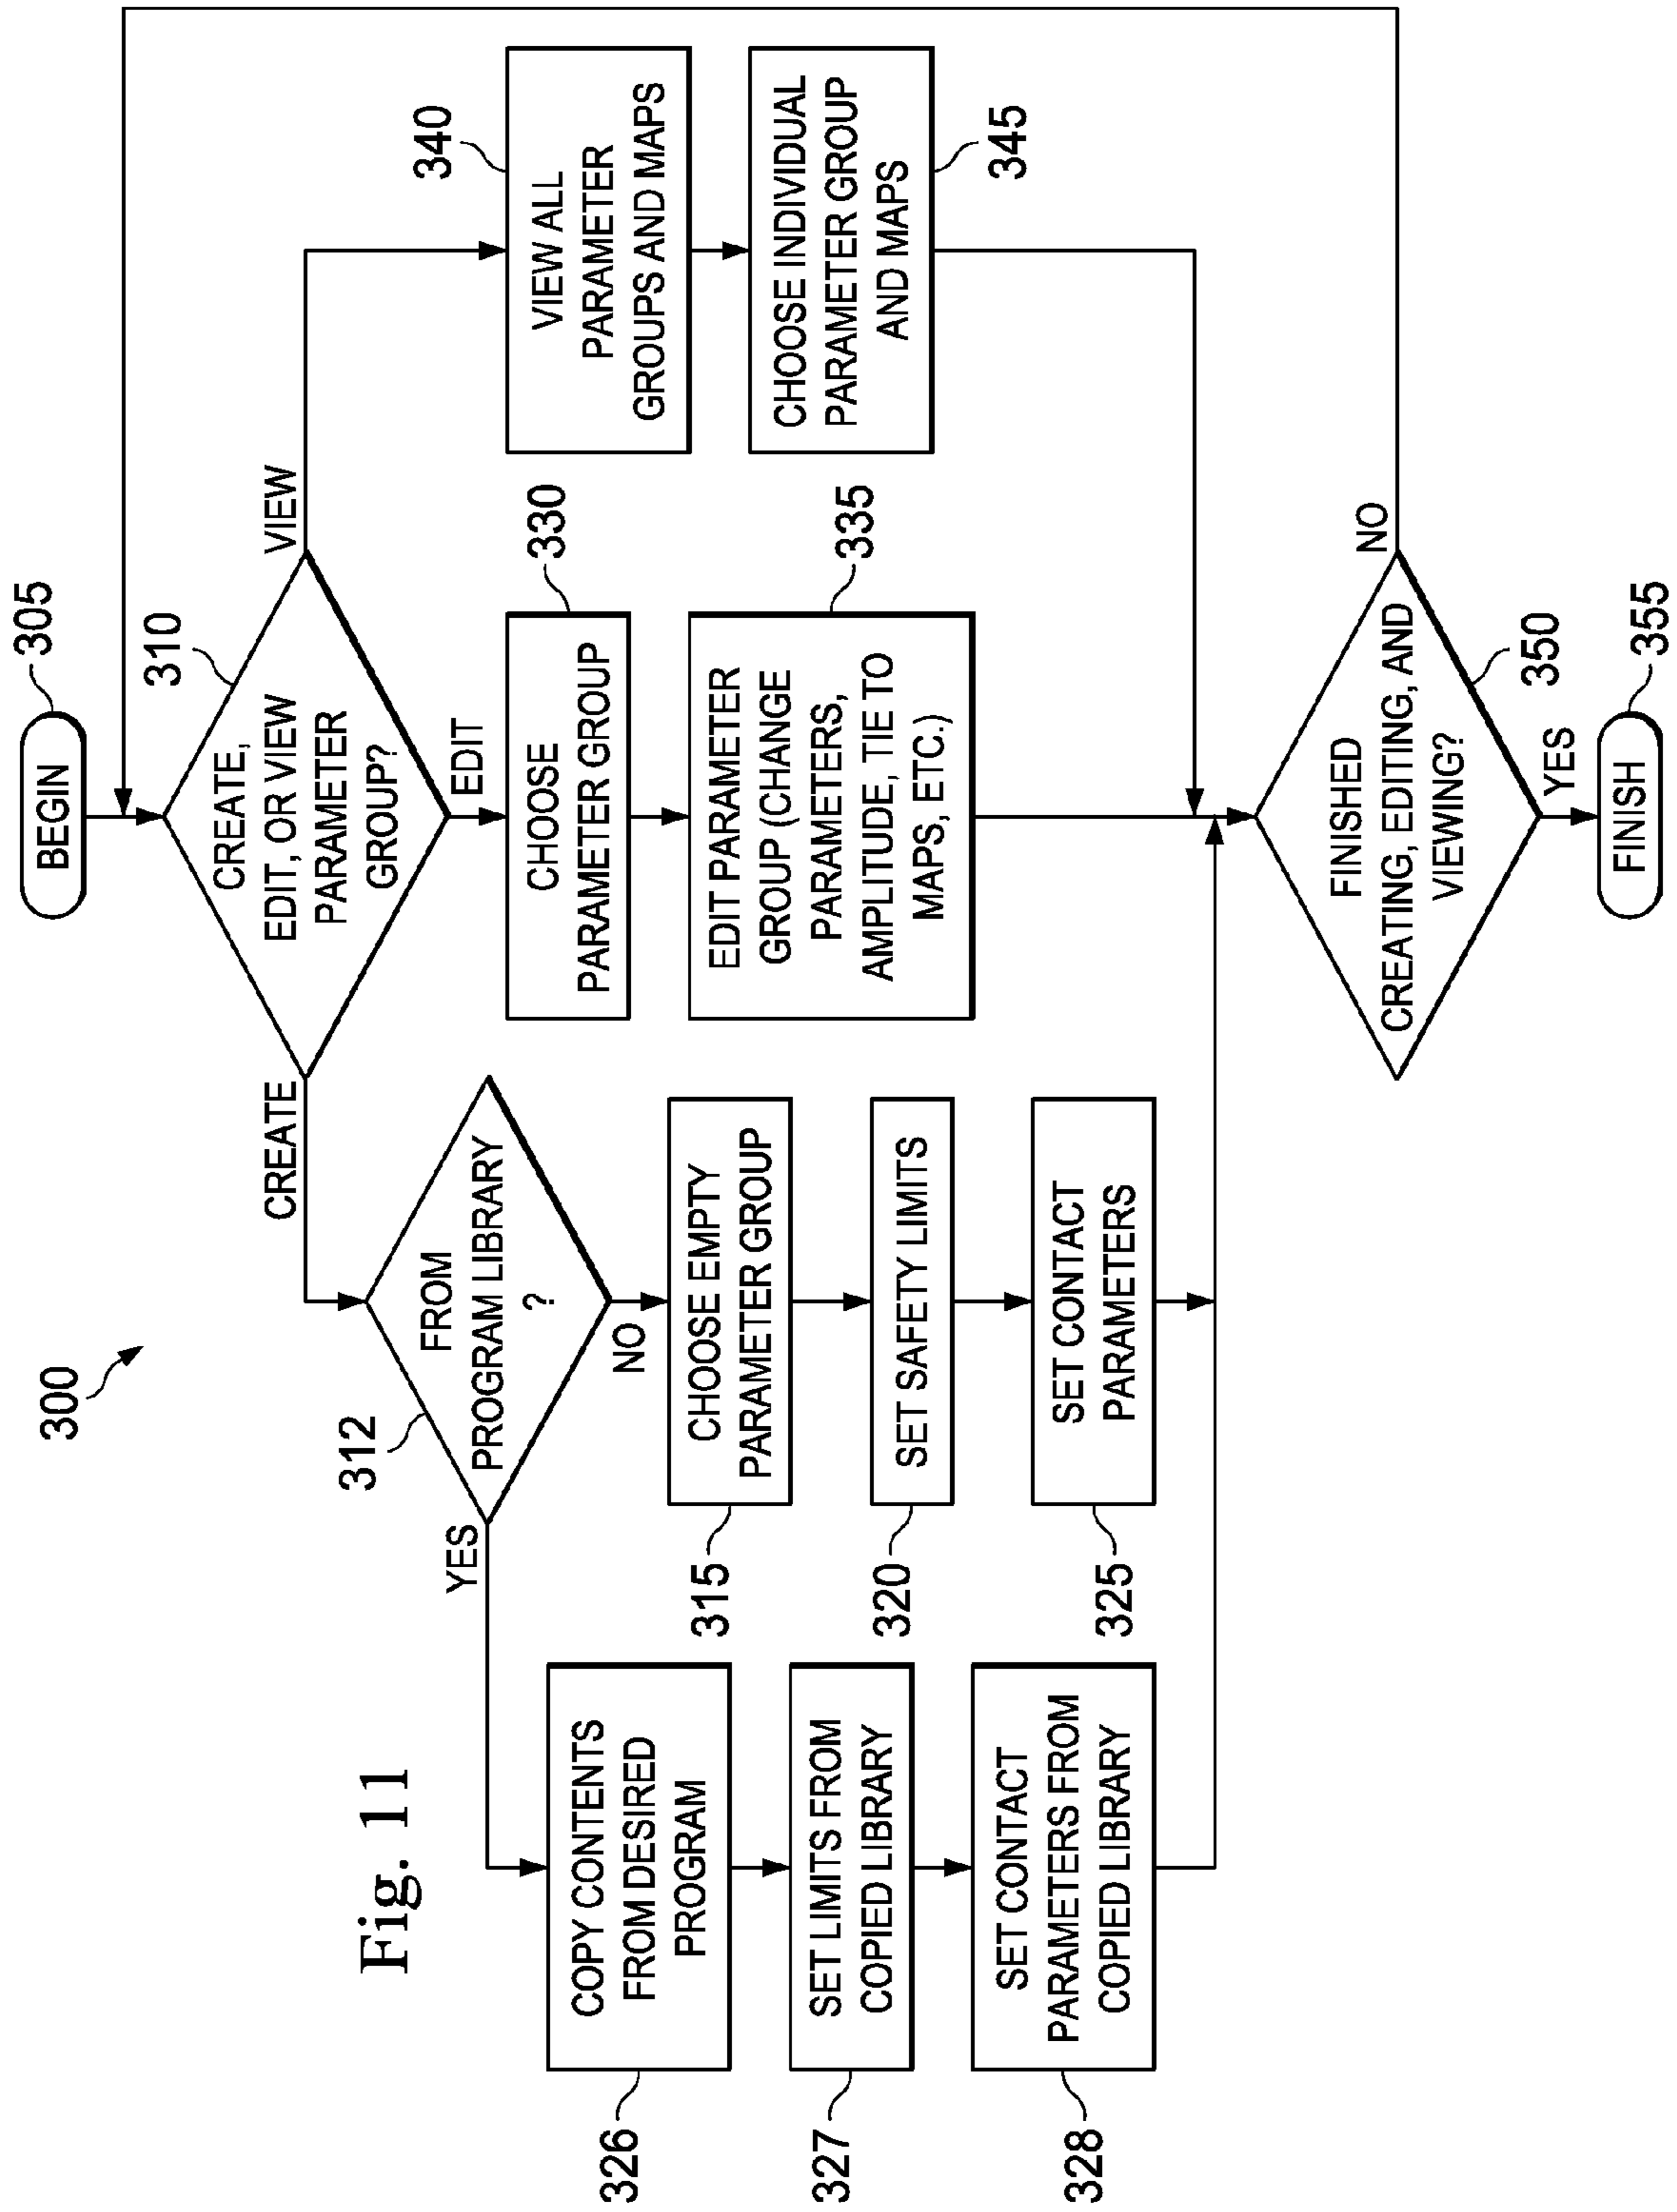 300
BEGIN
305
CREATE,
EDIT, OR VIEW
PARAMETER
GROUP?
310
CREATE
EDIT
VIEW
FROM
PROGRAM LIBRARY
?
312
YES
NO
COPY CONTENTS
FROM DESIRED
PROGRAM
326
SET LIMITS FROM
COPIED LIBRARY
327
SET CONTACT
PARAMETERS FROM
COPIED LIBRARY
328
CHOOSE EMPTY
PARAMETER GROUP
315
SET SAFETY LIMITS
320
SET CONTACT
PARAMETERS
325
CHOOSE
PARAMETER GROUP
330
EDIT PARAMETER
GROUP (CHANGE
PARAMETERS,
AMPLITUDE, TIE TO
MAPS, ETC.)
335
VIEW ALL
PARAMETER
GROUPS AND MAPS
340
CHOOSE INDIVIDUAL
PARAMETER GROUP
AND MAPS
345
FINISHED
CREATING, EDITING, AND
VIEWING?
350
NO
YES
FINISH
355
Fig. 11